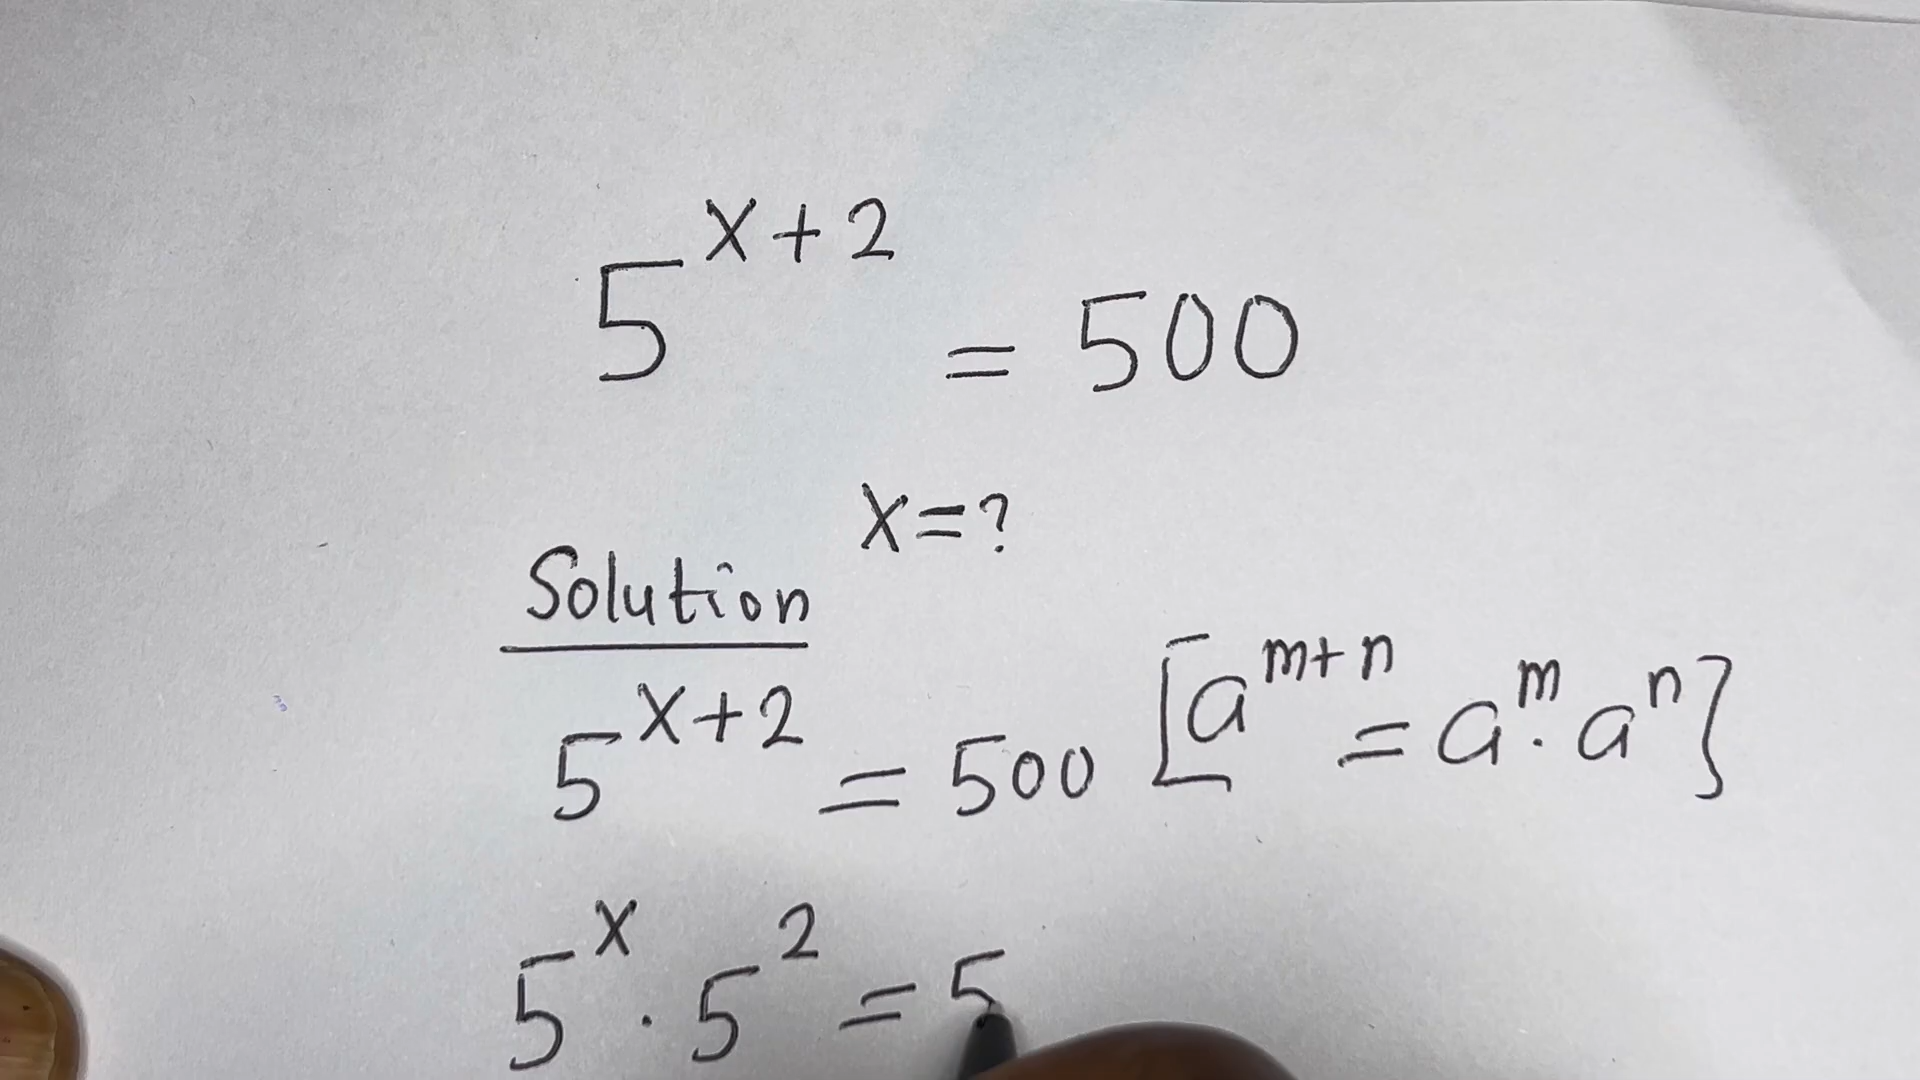 5^{x+2} = 500
x=?
Solution
5^{x+2} = 500 [a^{m+n} = a^m . a^n]
5^x . 5^2 = 5